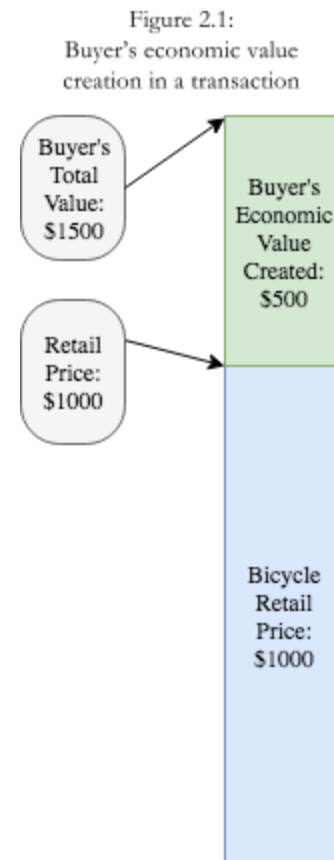 Figure 2.1:
Buyer's economic value
creation in a transaction
Buyer's
Total
Value:
$1500
Buyer's
Economic
Value
Created:
$500
Retail
Price:
$1000
Bicycle
Retail
Price:
$1000